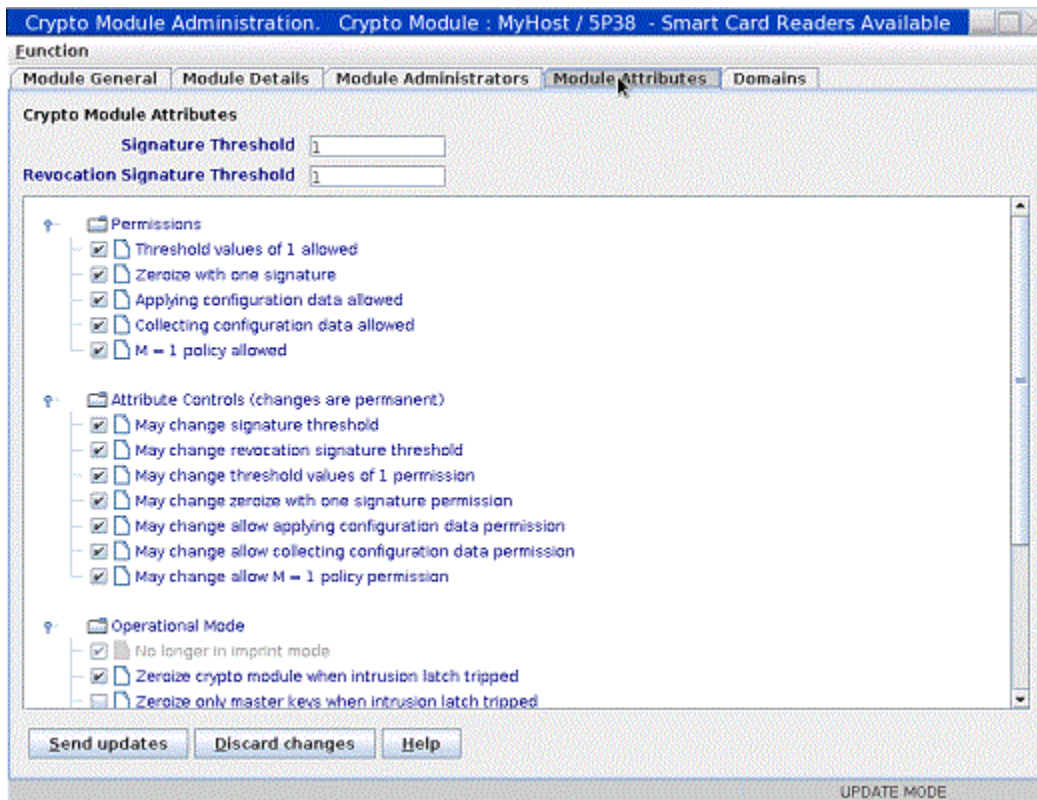 Crypto Module Administration. Crypto Module : MyHost / 5P38 - Smart Card Readers Available
Function
Module General Module Details Module Administrators Module Attributes Domains
Crypto Module Attributes
Signature Threshold 1
Revocation Signature Threshold 1
Permissions
Threshold values of 1 allowed
Zeroize with one signature
Applying configuration data allowed
Collecting configuration data allowed
M = 1 policy allowed
Attribute Controls (changes are permanent)
May change signature threshold
May change revocation signature threshold
May change threshold values of 1 permission
May change zeroize with one signature permission
May change allow applying configuration data permission
May change allow collecting configuration data permission
May change allow M = 1 policy permission
Operational Mode
No longer in imprint mode
Zeroize crypto module when intrusion latch tripped
Zeroize only master keys when intrusion latch tripped
Send updates Discard changes Help
UPDATE MODE